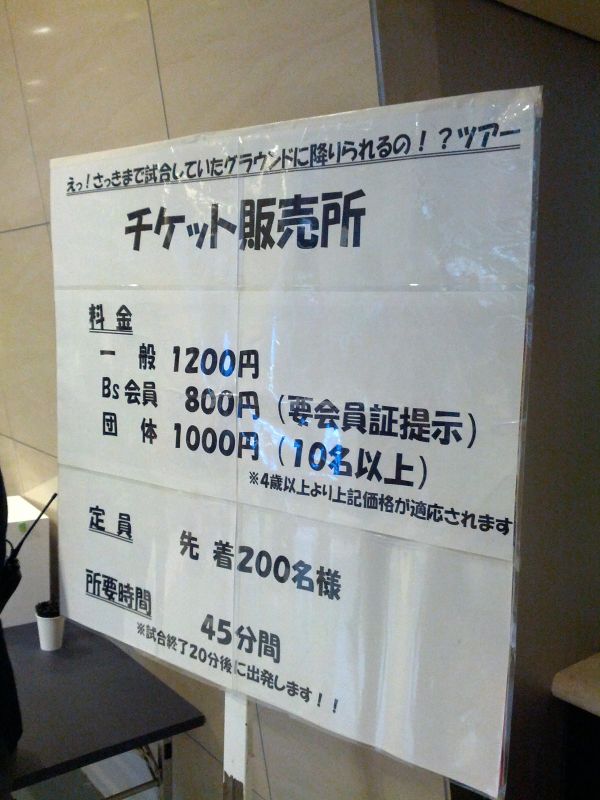 えっ！さっきまで試合していたグラウンドに降りられるの！？ツアー
チケット販売所
料金
一般 1200円
Bs会員 800円（要会員証提示）
団体 1000円（10名以上）
※4歳以上より上記価格が適応されます
定員 先着200名様
所要時間 45分間
※試合終了20分後に出発します！！